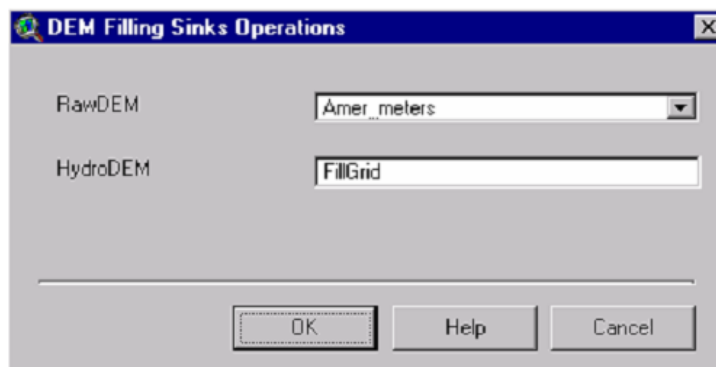 DEM Filling Sinks Operations
RawDEM Amer_meters
HydroDEM FillGrid
OK Help Cancel